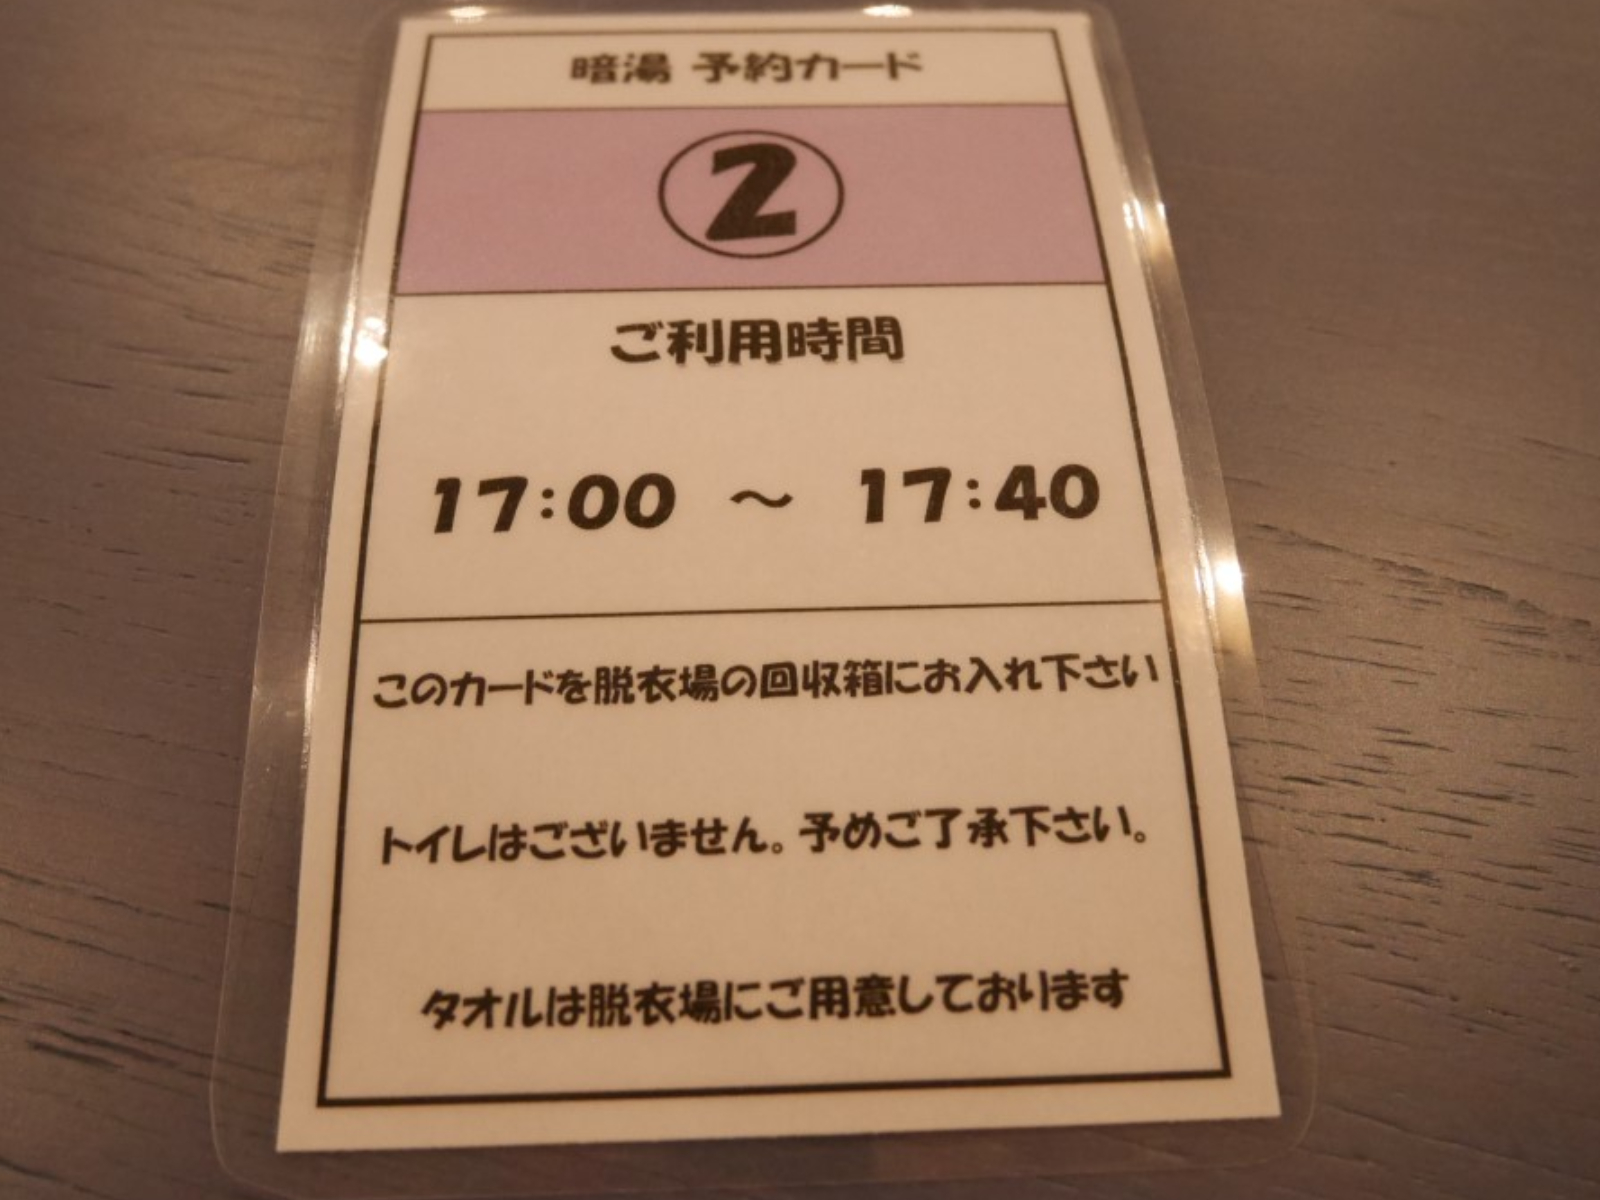 暗湯 予約カード
②
ご利用時間
17:00 ～ 17:40
このカードを脱衣場の回収箱にお入れ下さい
トイレはございません。予めご了承下さい。
タオルは脱衣場にご用意しております